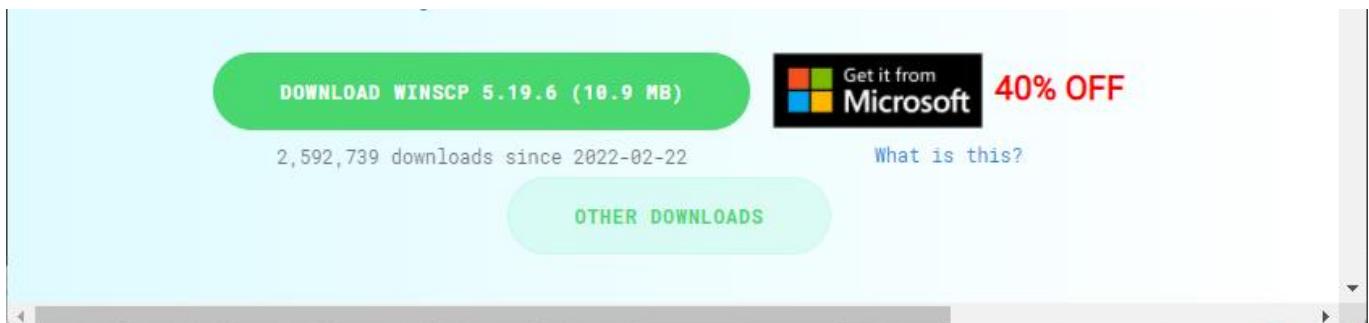 DOWNLOAD WINSCP 5.19.6 (10.9 MB)
Get it from
Microsoft
40% OFF
2,592,739 downloads since 2022-02-22
What is this?
OTHER DOWNLOADS